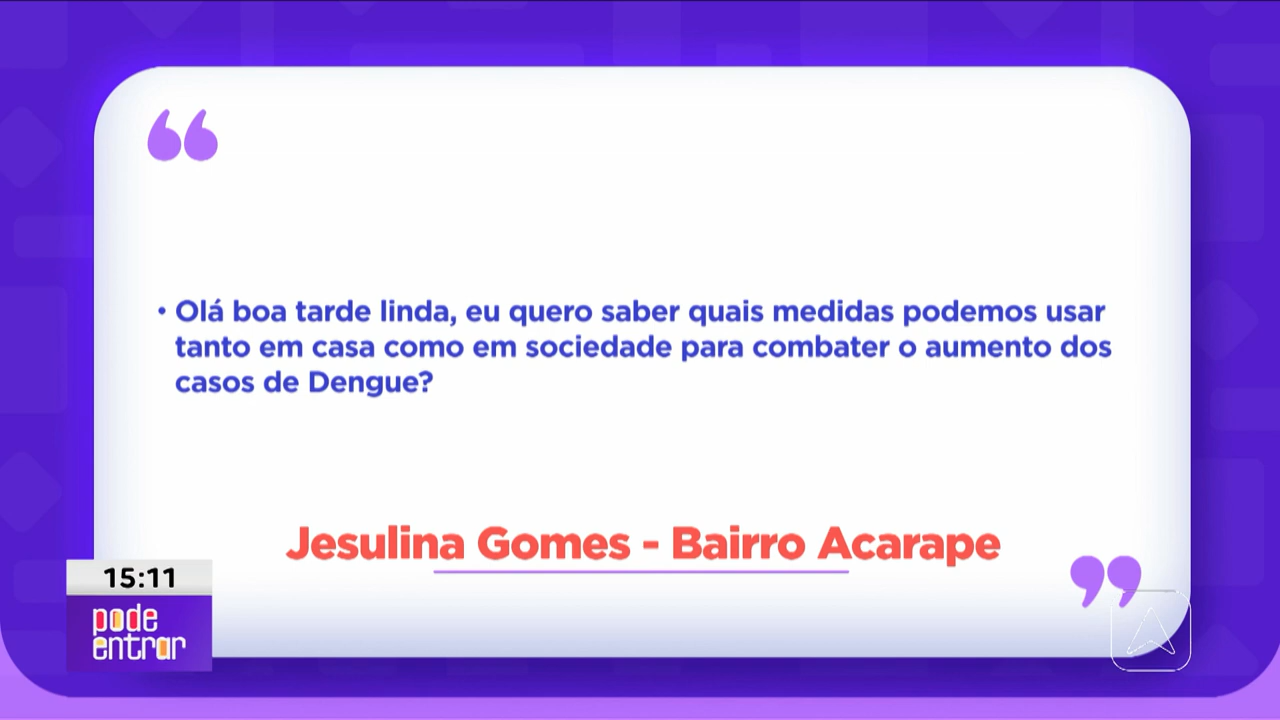 “
• Olá boa tarde linda, eu quero saber quais medidas podemos usar
tanto em casa como em sociedade para combater o aumento dos
casos de Dengue?
Jesulina Gomes - Bairro Acarape
”
15:11
pode
entrar